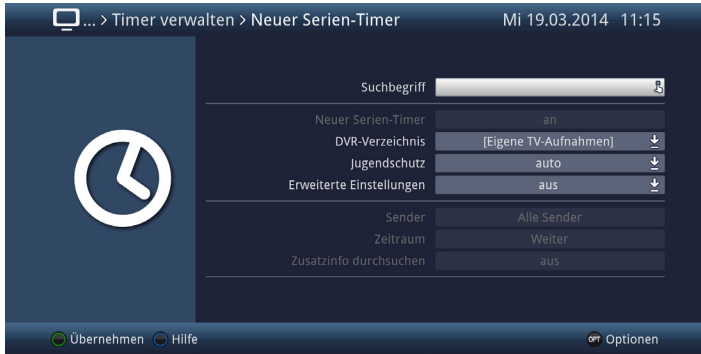 ... > Timer verwalten > Neuer Serien-Timer Mi 19.03.2014 11:15
Suchbegriff
Neuer Serien-Timer an
DVR-Verzeichnis [Eigene TV-Aufnahmen]
Jugendschutz auto
Erweiterte Einstellungen aus
Sender Alle Sender
Zeitraum Weiter
Zusatzinfo durchsuchen aus
Übernehmen Hilfe OPT Optionen